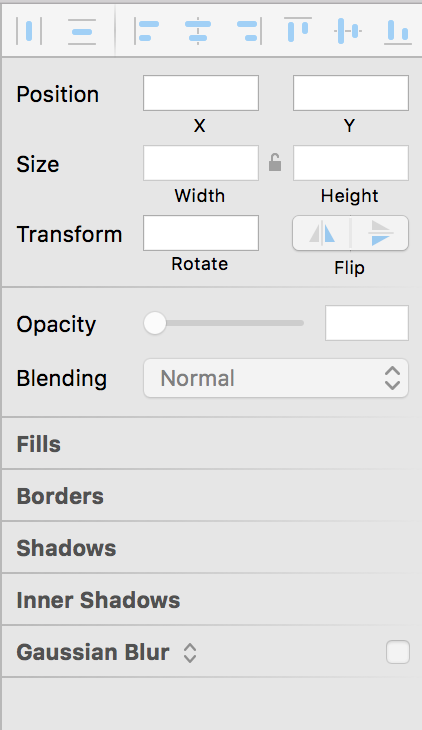 Position
X Y
Size
Width Height
Transform
Rotate Flip
Opacity
Blending Normal
Fills
Borders
Shadows
Inner Shadows
Gaussian Blur